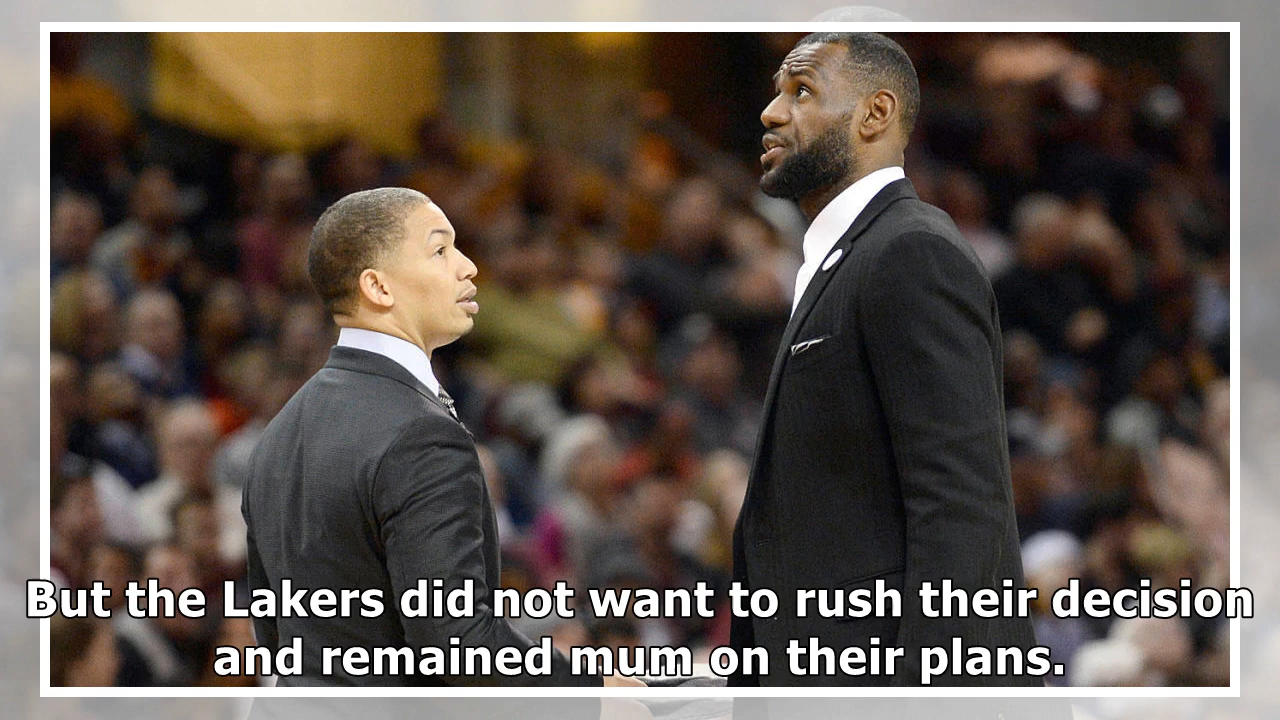 But the Lakers did not want to rush their decision
and remained mum on their plans.